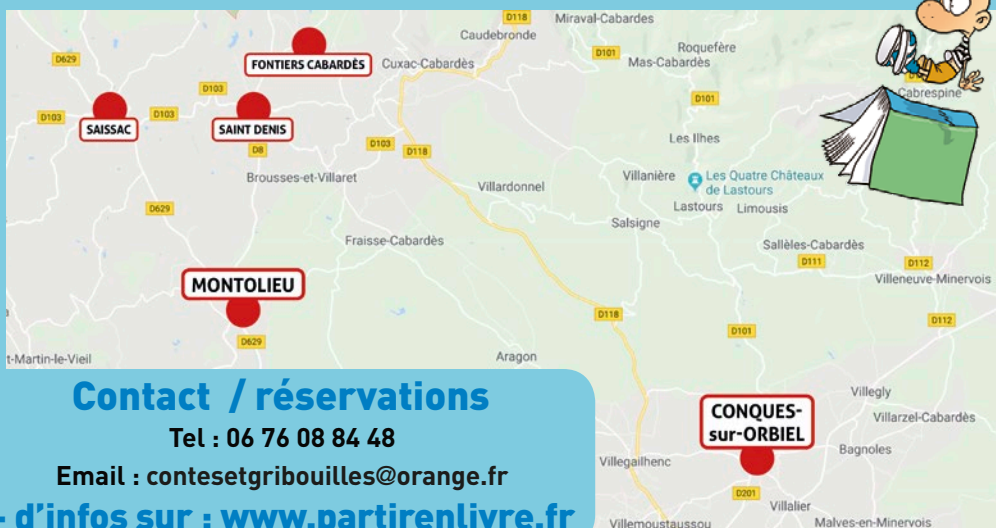 D118
Miraval-Cabardes
Caudebronde
D629
FONTIERS CABARDÈS
Cuxac-Cabardès
D101
Roquefère
Mas-Cabardès
D103
D101
Cabrespine
D103
D103
SAISSAC
SAINT DENIS
D8
D103
D118
Les Ilhes
Brousses-et-Villaret
Villardonnel
Villanière
Les Quatre Châteaux
de Lastours
Lastours
Limousis
D629
Salsigne
Fraisse-Cabardès
Sallèles-Cabardès
D111
D112
Villeneuve-Minervois
MONTOLIEU
D118
D101
D112
D629
t-Martin-le-Vieil
Aragon
Contact / réservations
Tel : 06 76 08 84 48
Email : contesetgribouilles@orange.fr
d'infos sur : www.partirenlivre.fr
Villegly
CONQUES-
sur-ORBIEL
Villarzel-Cabardès
Bagnoles
Villegailhenc
D201
Villalier
Villemoustaussou
Malves-en-Minervois